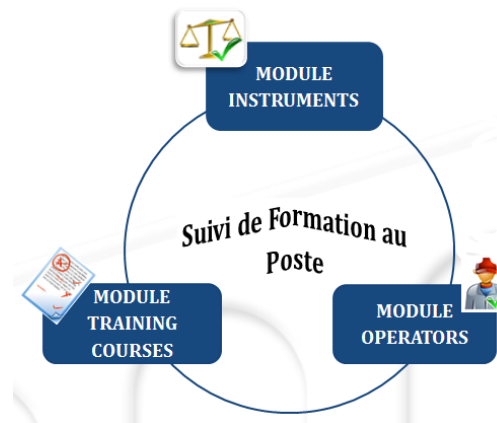 MODULE
INSTRUMENTS
Suivi de Formation au
Poste
MODULE
TRAINING
COURSES
MODULE
OPERATORS